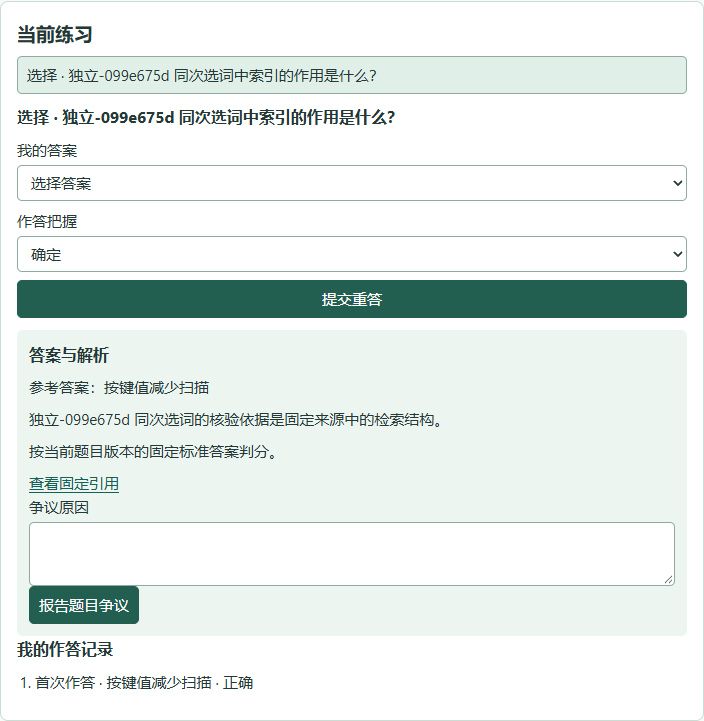 当前练习
选择 · 独立-099e675d 同次选词中索引的作用是什么?
选择 · 独立-099e675d 同次选词中索引的作用是什么?
我的答案
选择答案
作答把握
确定
提交重答
答案与解析
参考答案：按键值减少扫描
独立-099e675d 同次选词的核验依据是固定来源中的检索结构。
按当前题目版本的固定标准答案判分。
查看固定引用
争议原因
报告题目争议
我的作答记录
1. 首次作答 · 按键值减少扫描 · 正确